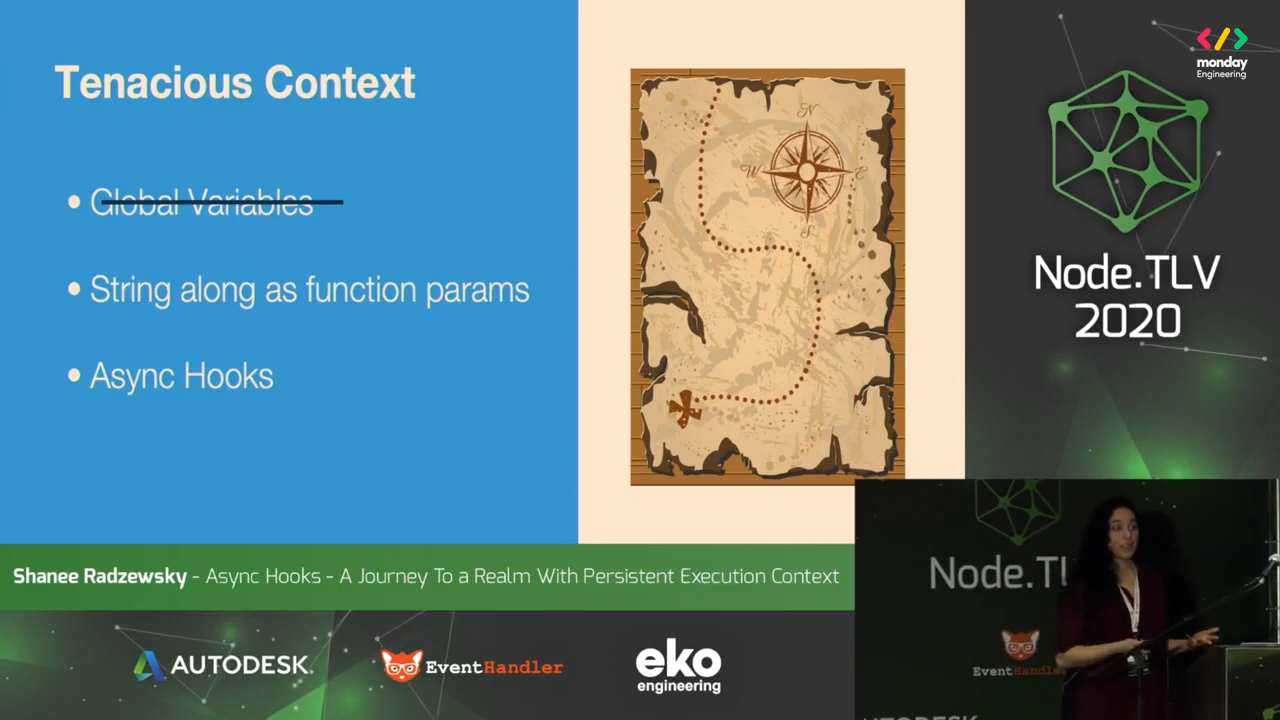 Tenacious Context
• Global Variables
• String along as function params
• Async Hooks
N
W
E
S
monday
Engineering
Node.TLV
2020
Shanee Radzewsky - Async Hooks - A Journey To a Realm With Persistent Execution Context
AUTODESK.
EventHandler
eko
engineering
Node.TL
EventHandler
AUTODESK